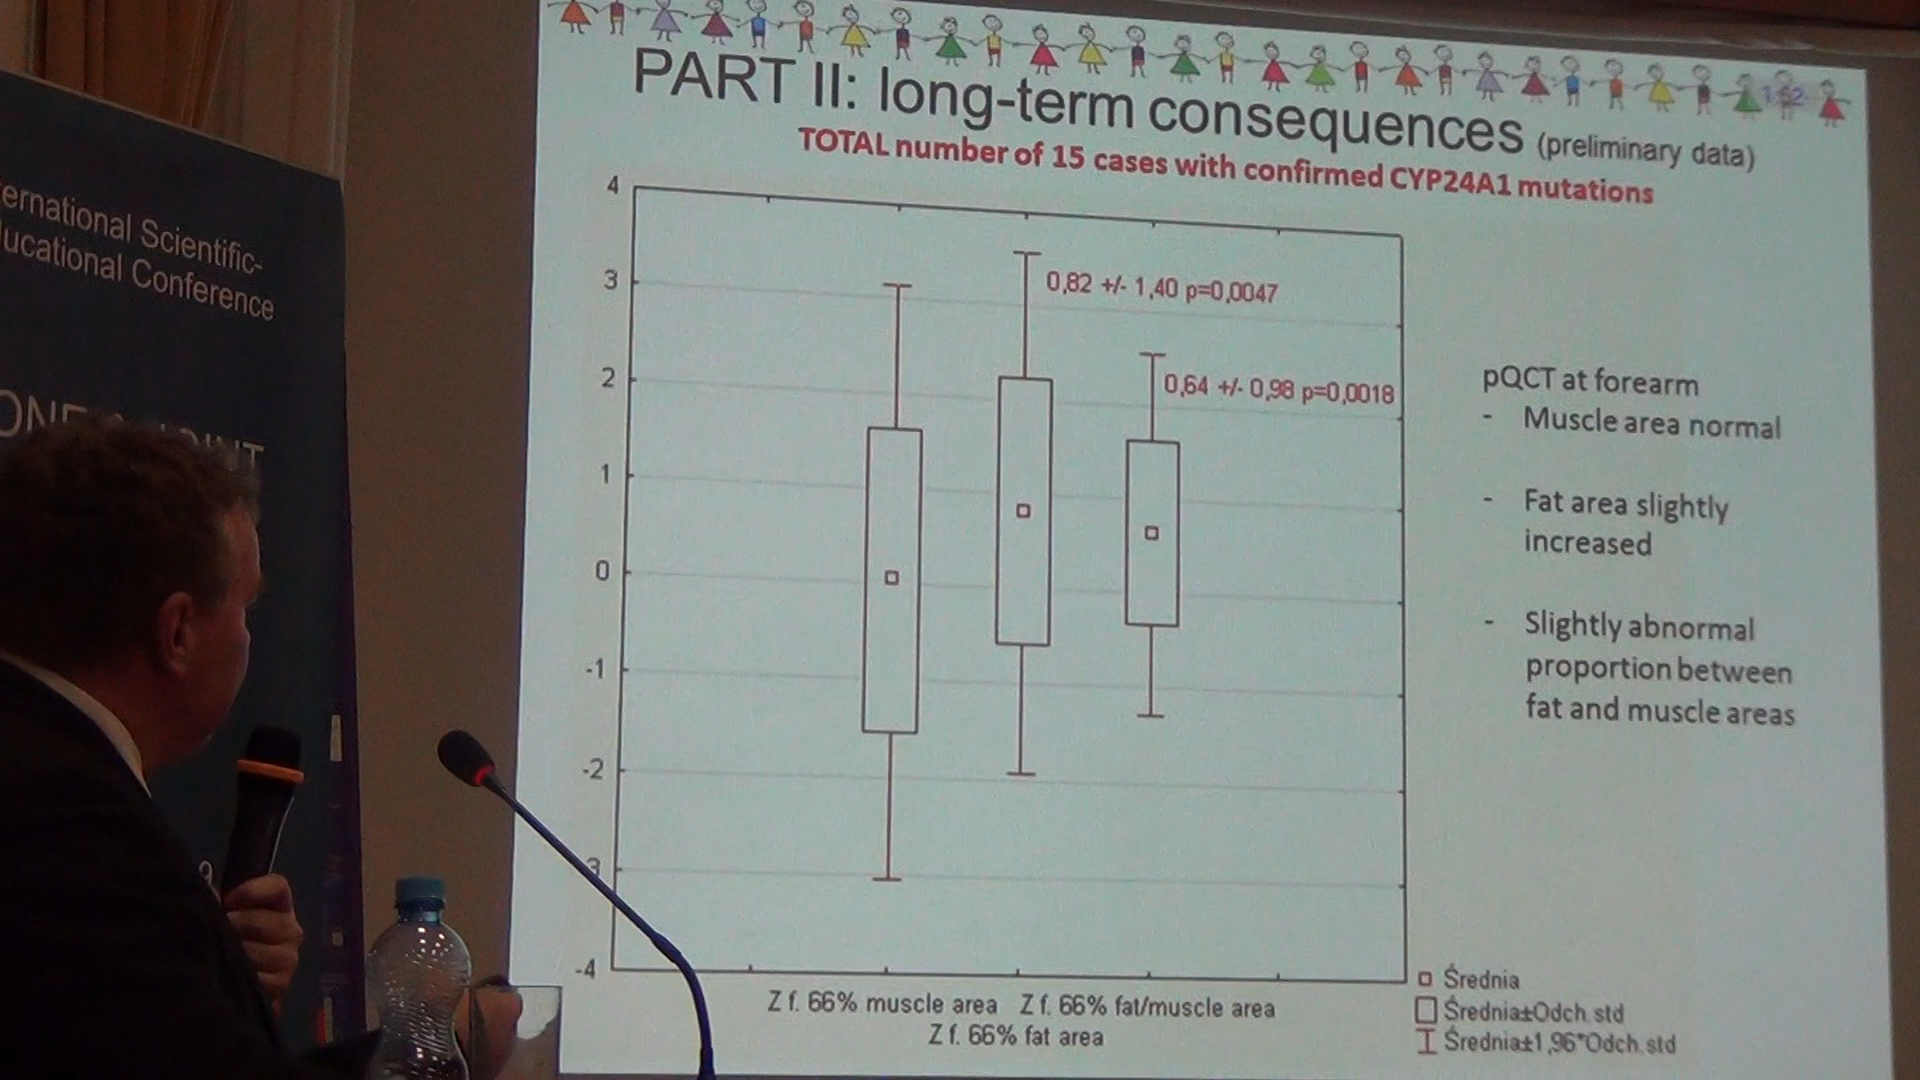 ernational Scientific-
ucational Conference
PART II: long-term consequences (preliminary data)
TOTAL number of 15 cases with confirmed CYP24A1 mutations
4
3
2
1
0
-1
-2
3
-4
0,82 +/- 1,40 p=0,0047
0,64 +/- 0,98 p=0,0018
Z f. 66% muscle area Z f. 66% fat/muscle area
Z f. 66% fat area
pQCT at forearm
- Muscle area normal
- Fat area slightly
increased
- Slightly abnormal
proportion between
fat and muscle areas
Średnia
Średnia±Odch.std
Średnia±1,96*Odch.std